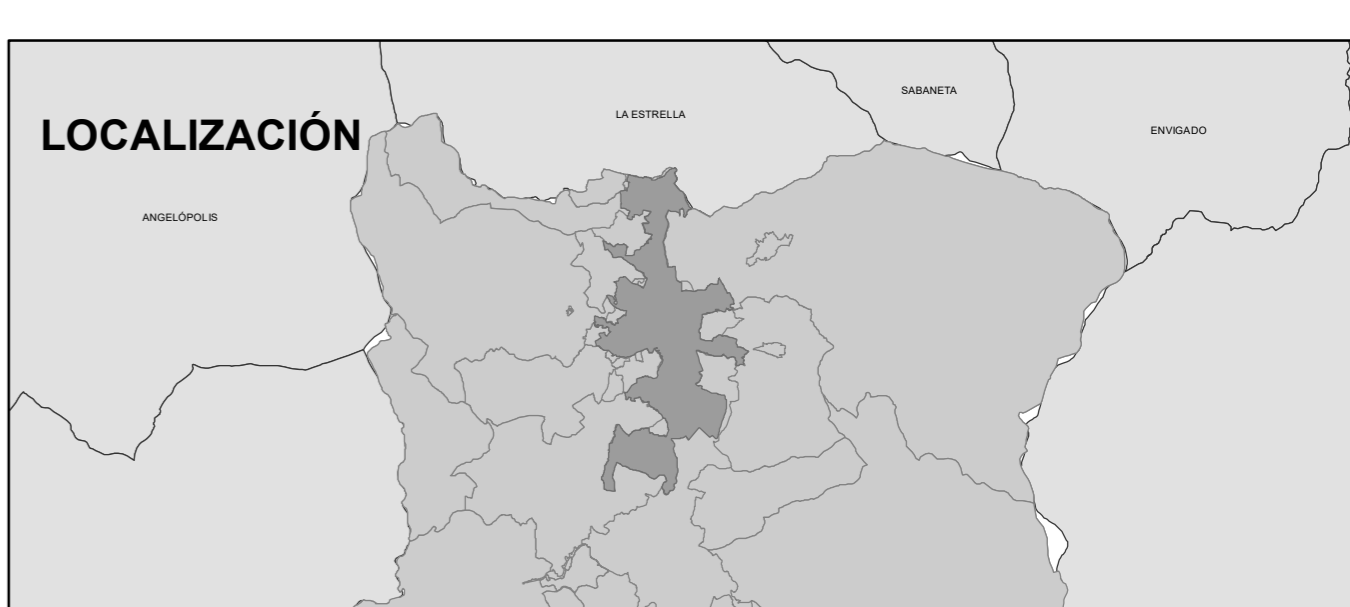 SABANETA
LA ESTRELLA
ENVIGADO
LOCALIZACIÓN
ANGELÓPOLIS